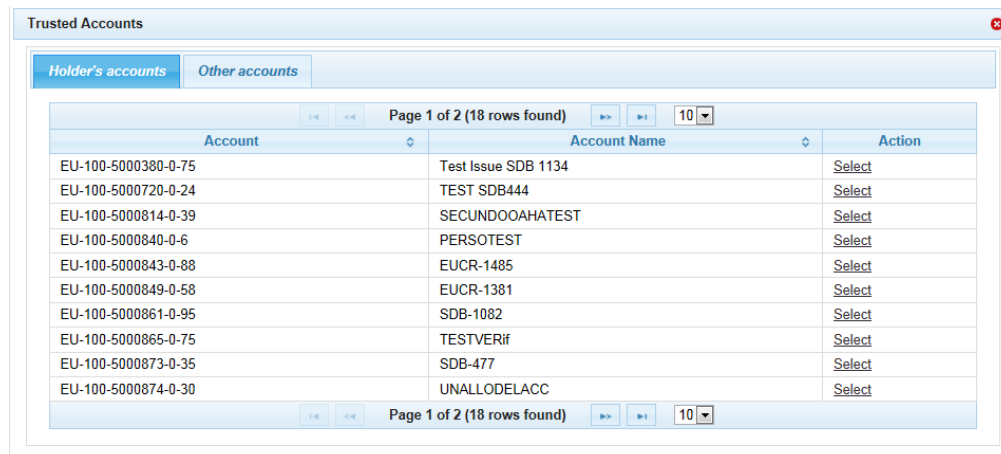 Trusted Accounts
Holder's accounts Other accounts
Page 1 of 2 (18 rows found) 10
Account Account Name Action
EU-100-5000380-0-75 Test Issue SDB 1134 Select
EU-100-5000720-0-24 TEST SDB444 Select
EU-100-5000814-0-39 SECUNDOOAHATEST Select
EU-100-5000840-0-6 PERSOTEST Select
EU-100-5000843-0-88 EUCR-1485 Select
EU-100-5000849-0-58 EUCR-1381 Select
EU-100-5000861-0-95 SDB-1082 Select
EU-100-5000865-0-75 TESTVERif Select
EU-100-5000873-0-35 SDB-477 Select
EU-100-5000874-0-30 UNALLODELACC Select
Page 1 of 2 (18 rows found) 10